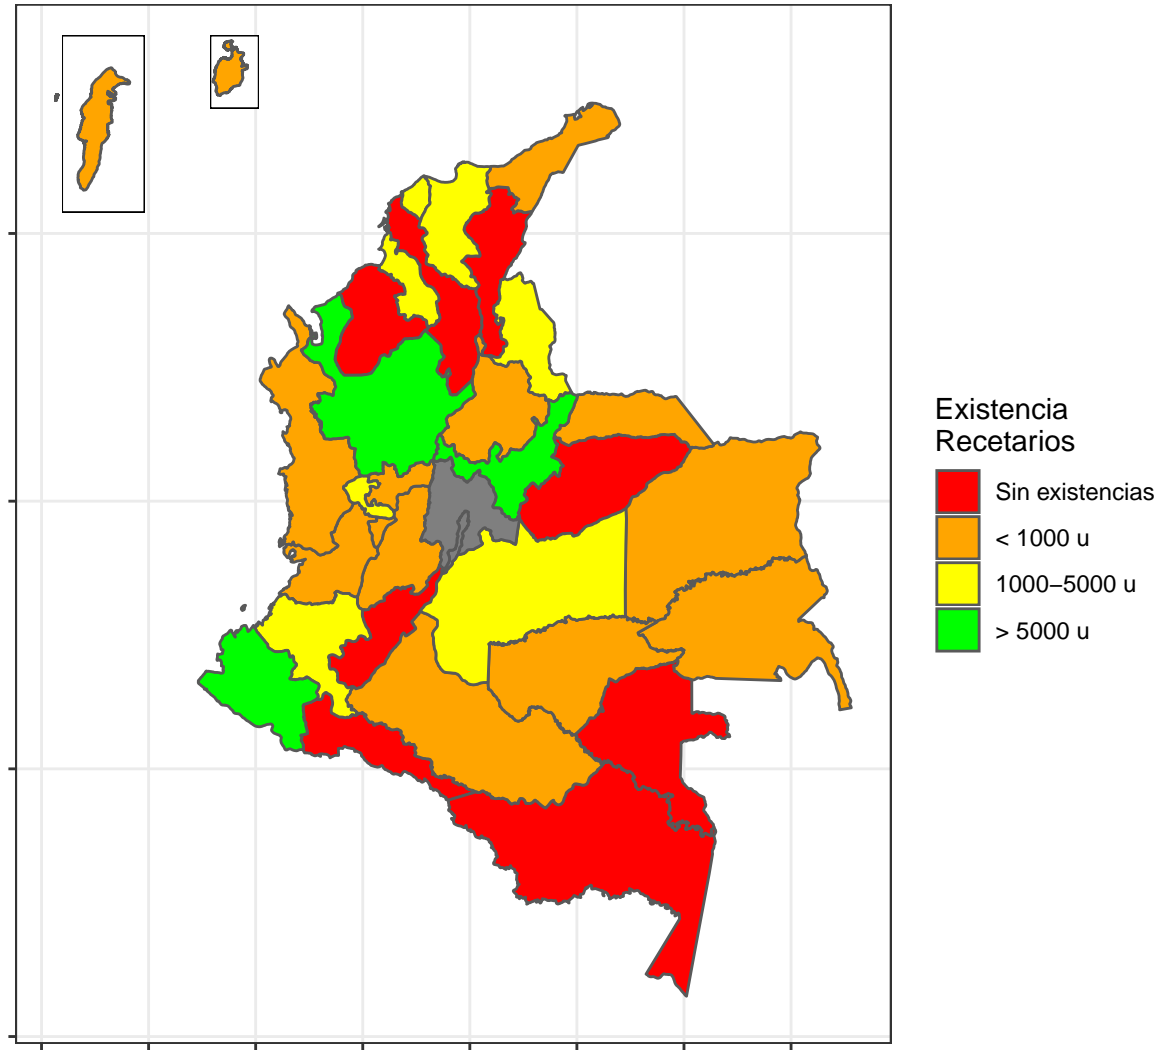 Existencia
Recetarios
Sin existencias
< 1000 u
1000–5000 u
> 5000 u